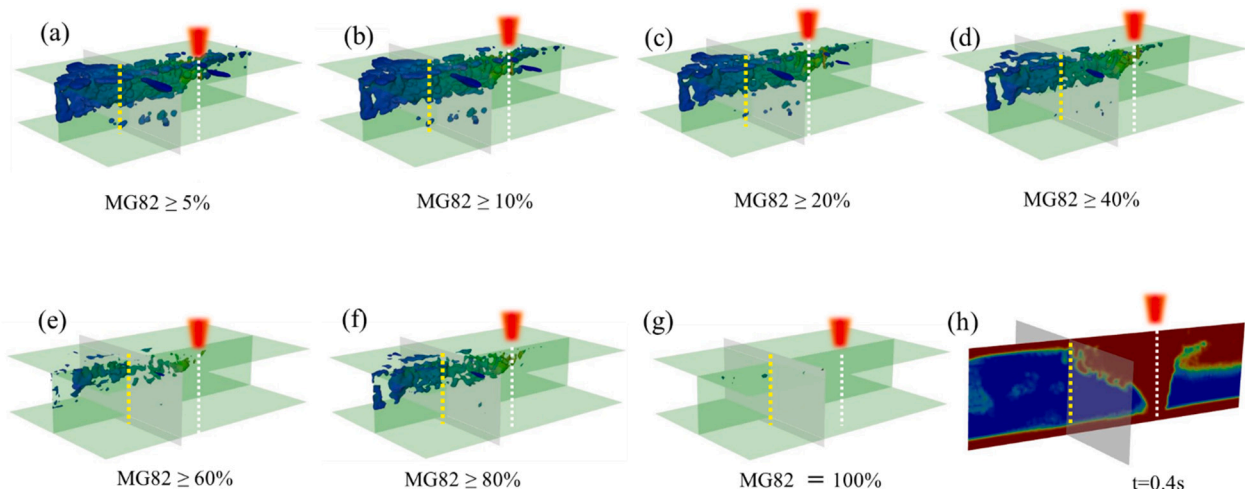 (a)
(b)
(c)
(d)
MG82 ≥ 5%
MG82 ≥ 10%
MG82 ≥ 20%
MG82 ≥ 40%
(e)
(f)
(g)
(h)
MG82 ≥ 60%
MG82 ≥ 80%
MG82 = 100%
t=0.4s